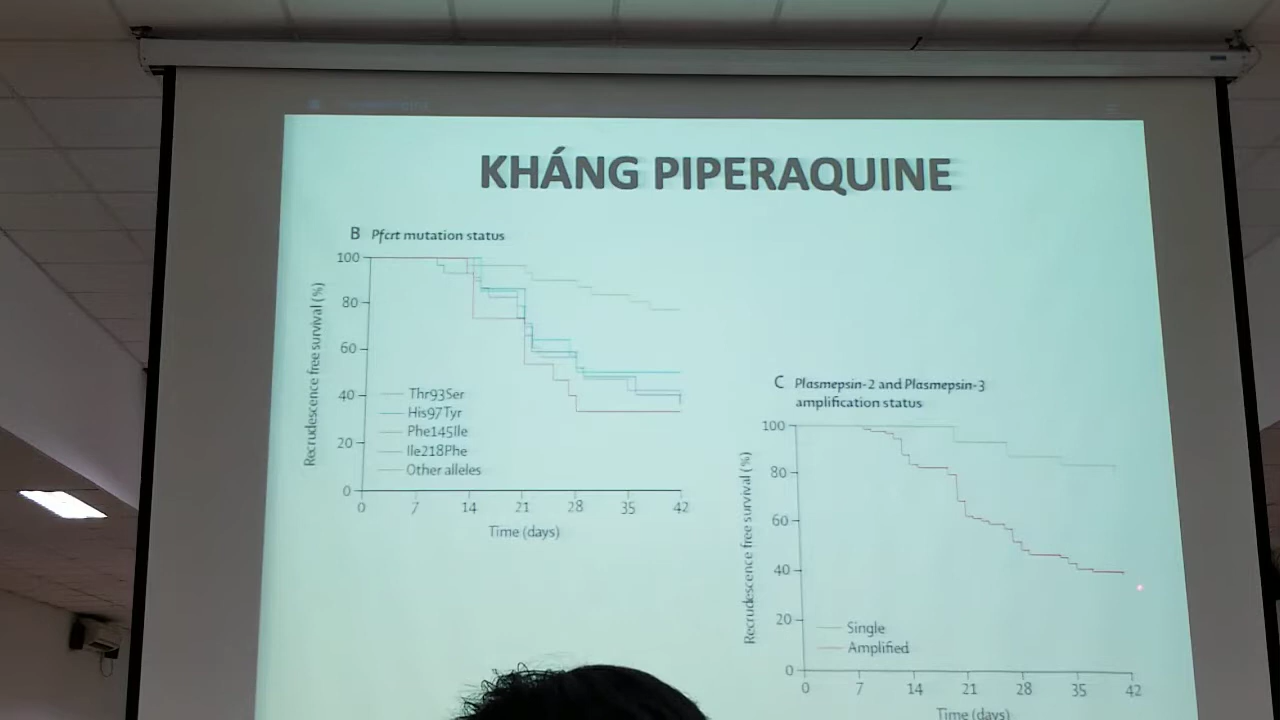 KHÁNG PIPERAQUINE
B Pfcrt mutation status
Recrudescence free survival (%)
100
80
60
40
20
0
Thr93Ser
His97Tyr
Phe145Ile
Ile218Phe
Other alleles
0 7 14 21 28 35 42
Time (days)
C Plasmepsin-2 and Plasmepsin-3
amplification status
Recrudescence free survival (%)
100
80
60
40
20
0
Single
Amplified
0 7 14 21 28 35 42
Time (days)